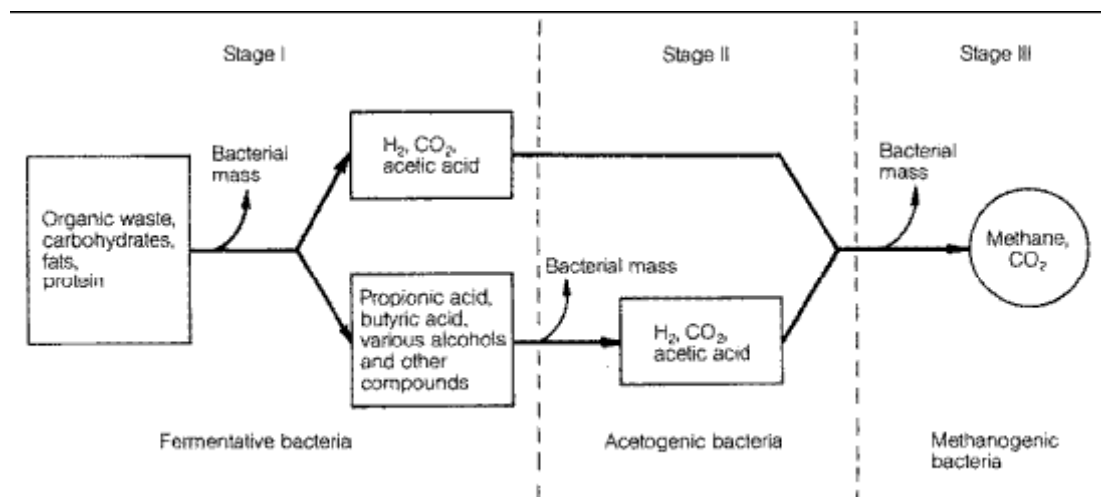 Stage I
Stage II
Stage III
Organic waste,
carbohydrates,
fats,
protein
Bacterial
mass
H₂, CO₂,
acetic acid
Propionic acid,
butyric acid,
various alcohols
and other
compounds
Bacterial mass
H₂, CO₂,
acetic acid
Bacterial
mass
Methane,
CO₂
Fermentative bacteria
Acetogenic bacteria
Methanogenic
bacteria